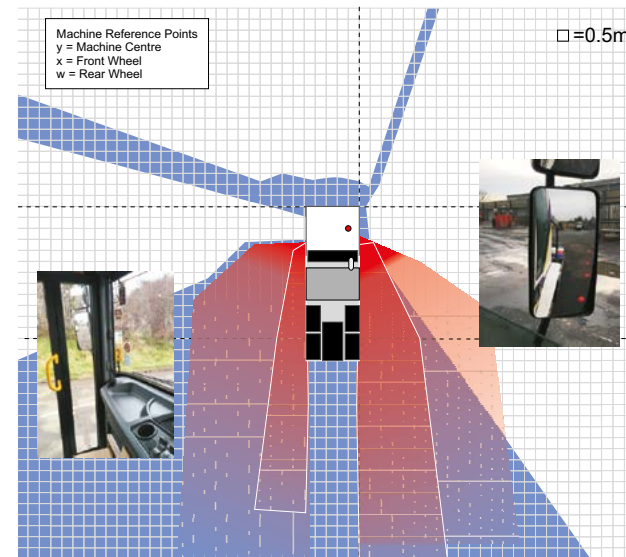 Machine Reference Points
y = Machine Centre
x = Front Wheel
w = Rear Wheel
□ =0.5m